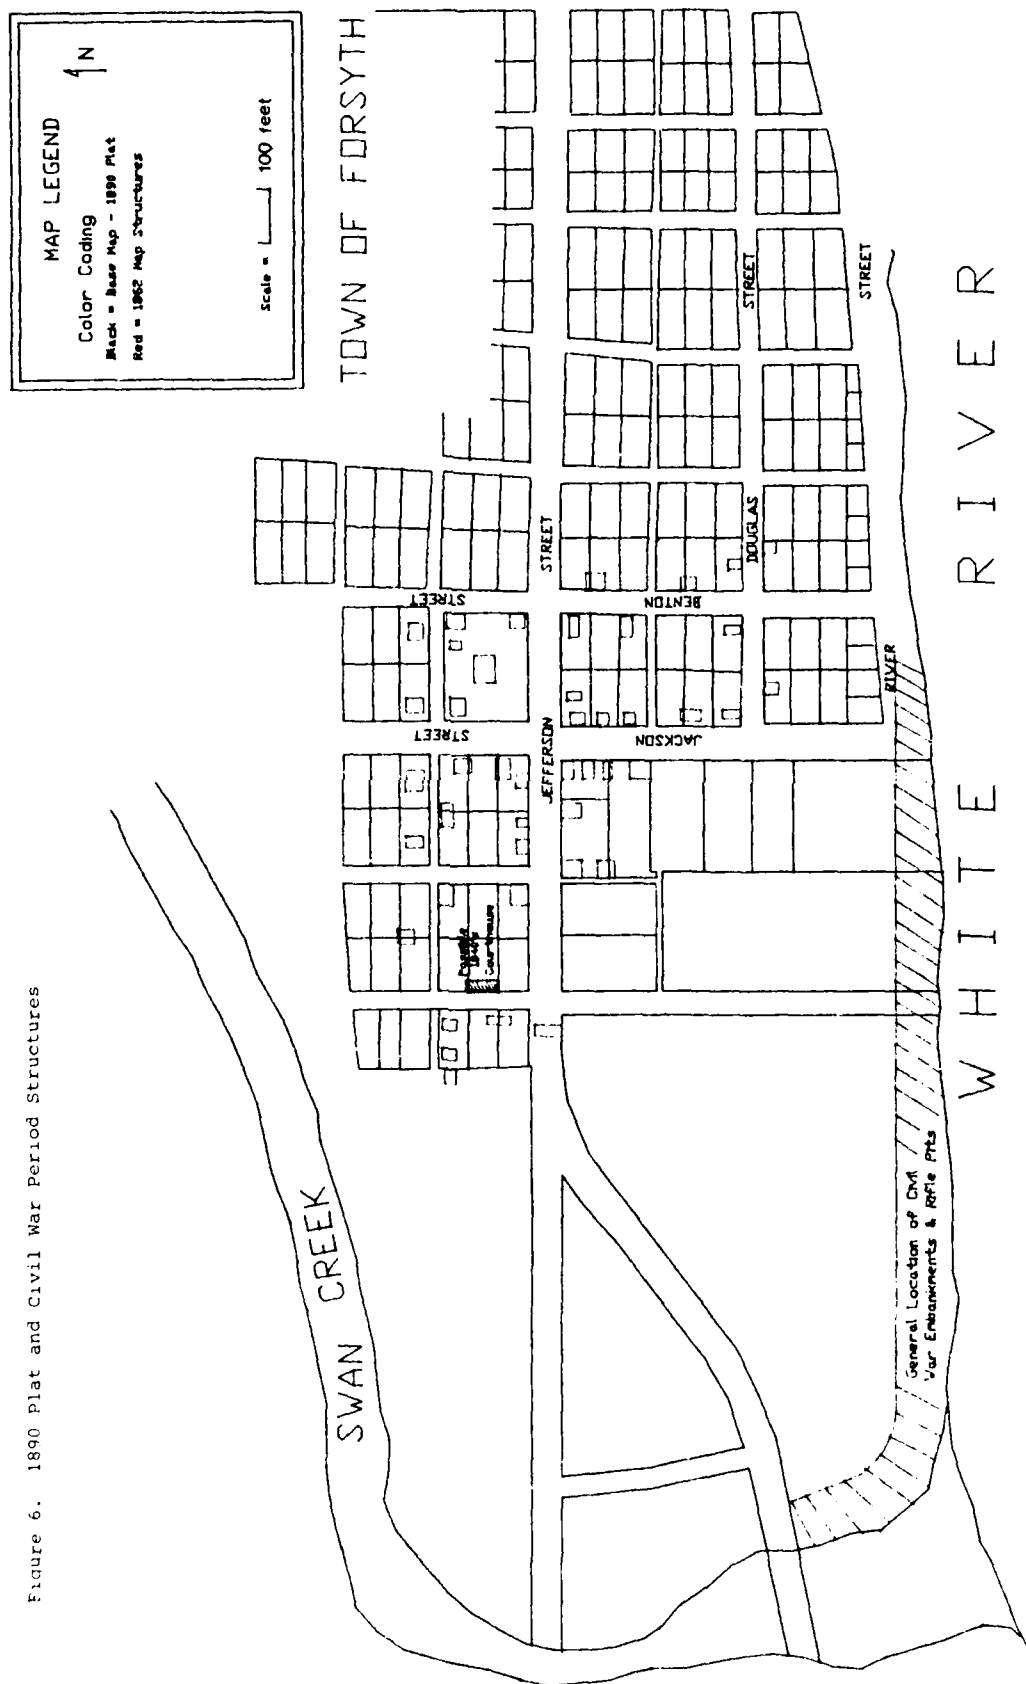 Figure 6. 1890 Plat and Civil War Period Structures
MAP LEGEND
N
Color Coding
Black = Base Map - 1890 Plat
Red = 1862 Map Structures
Scale = 100 feet
TOWN OF FORSYTH
SWAN CREEK
STREET
STREET
JEFFERSON STREET
BENTON
JACKSON
DOUGLAS STREET
RIVER STREET
Possible
1840's
Courthouse
General Location of Civil
War Embankments & Rifle Pits
WHITE RIVER